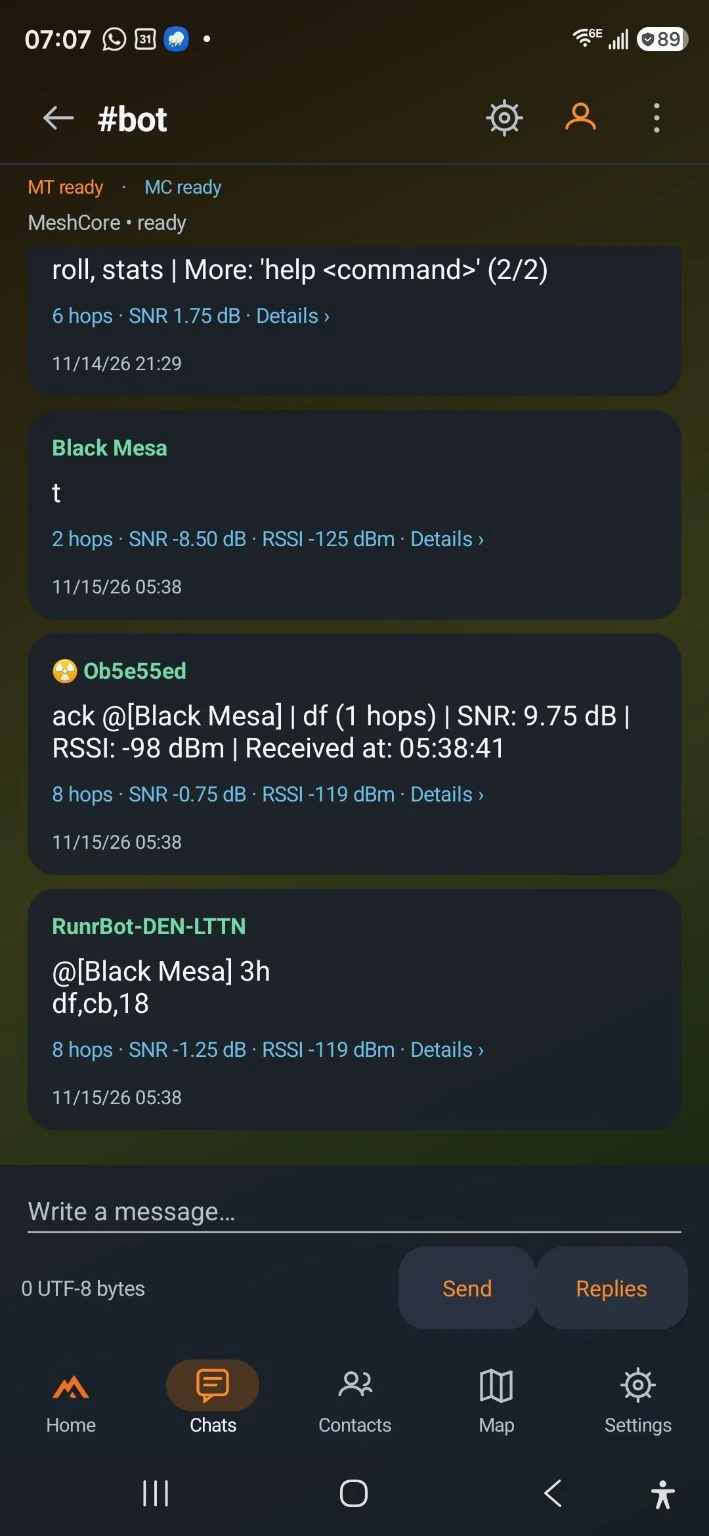 07:07 31 6E 89
#bot
MT ready · MC ready
MeshCore • ready
roll, stats | More: 'help <command>' (2/2)
6 hops · SNR 1.75 dB · Details ›
11/14/26 21:29
Black Mesa
t
2 hops · SNR -8.50 dB · RSSI -125 dBm · Details ›
11/15/26 05:38
☢️ Ob5e55ed
ack @[Black Mesa] | df (1 hops) | SNR: 9.75 dB |
RSSI: -98 dBm | Received at: 05:38:41
8 hops · SNR -0.75 dB · RSSI -119 dBm · Details ›
11/15/26 05:38
RunrBot-DEN-LTTN
@[Black Mesa] 3h
df,cb,18
8 hops · SNR -1.25 dB · RSSI -119 dBm · Details ›
11/15/26 05:38
Write a message…
0 UTF-8 bytes Send Replies
Home Chats Contacts Map Settings